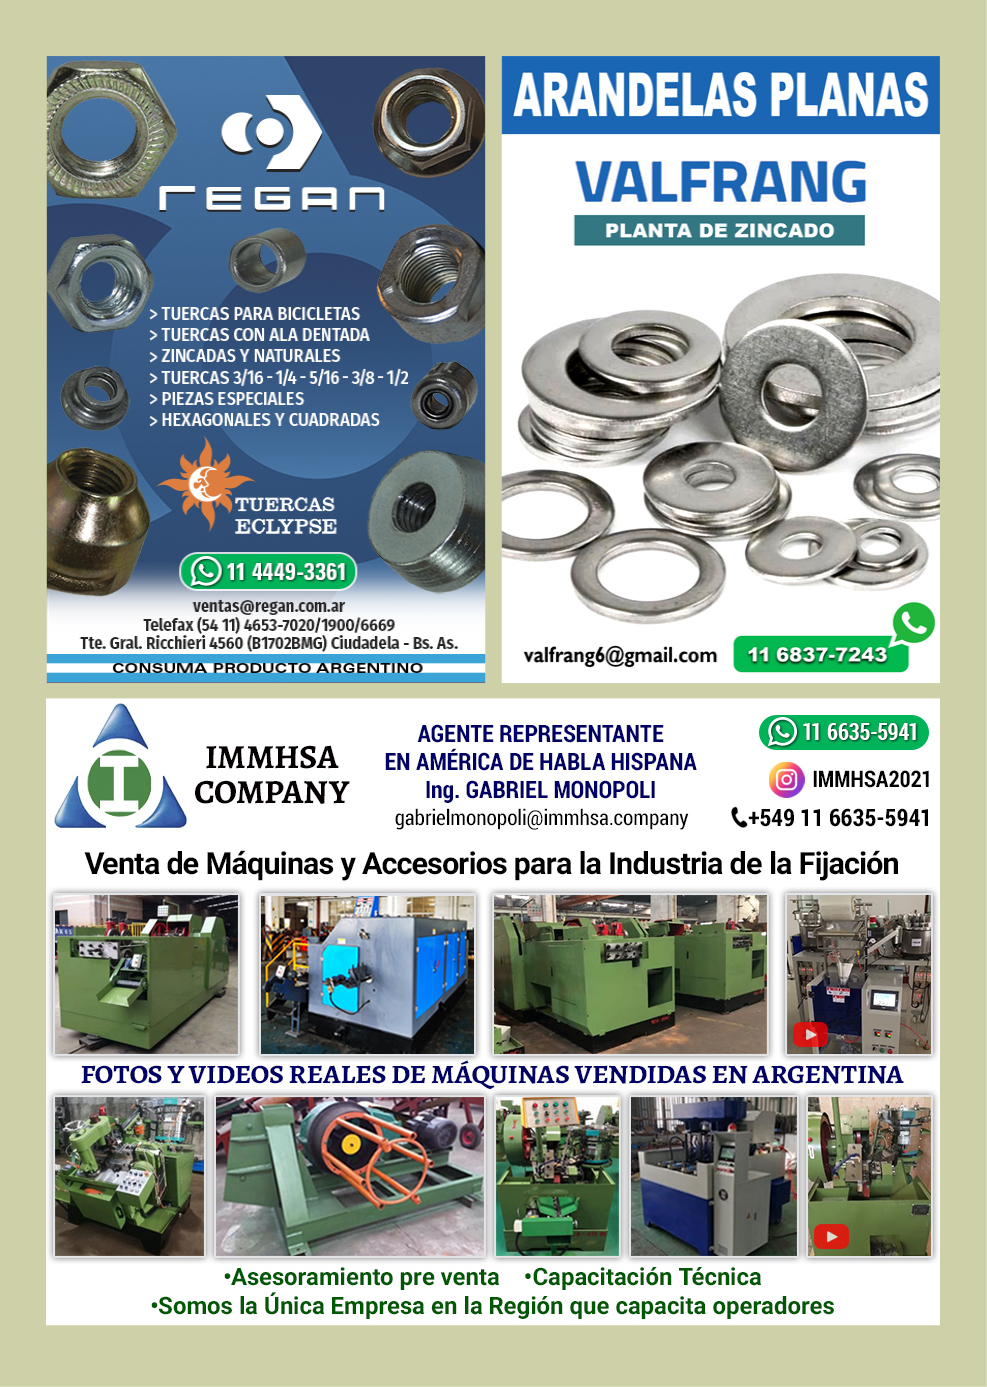 REGAN
> TUERCAS PARA BICICLETAS
> TUERCAS CON ALA DENTADA
> ZINCADAS Y NATURALES
> TUERCAS 3/16 - 1/4 - 5/16 - 3/8 - 1/2
> PIEZAS ESPECIALES
> HEXAGONALES Y CUADRADAS
TUERCAS
ECLYPSE
11 4449-3361
ventas@regan.com.ar
Telefax (54 11) 4653-7020/1900/6669
Tte. Gral. Ricchieri 4560 (B1702BMG) Ciudadela - Bs. As.
CONSUMA PRODUCTO ARGENTINO
ARANDELAS PLANAS
VALFRANG
PLANTA DE ZINCADO
valfrang6@gmail.com
11 6837-7243
I
IMMHSA
COMPANY
AGENTE REPRESENTANTE
EN AMÉRICA DE HABLA HISPANA
Ing. GABRIEL MONOPOLI
gabrielmonopoli@immhsa.company
11 6635-5941
IMMHSA2021
+549 11 6635-5941
Venta de Máquinas y Accesorios para la Industria de la Fijación
FOTOS Y VIDEOS REALES DE MÁQUINAS VENDIDAS EN ARGENTINA
•Asesoramiento pre venta •Capacitación Técnica
•Somos la Única Empresa en la Región que capacita operadores